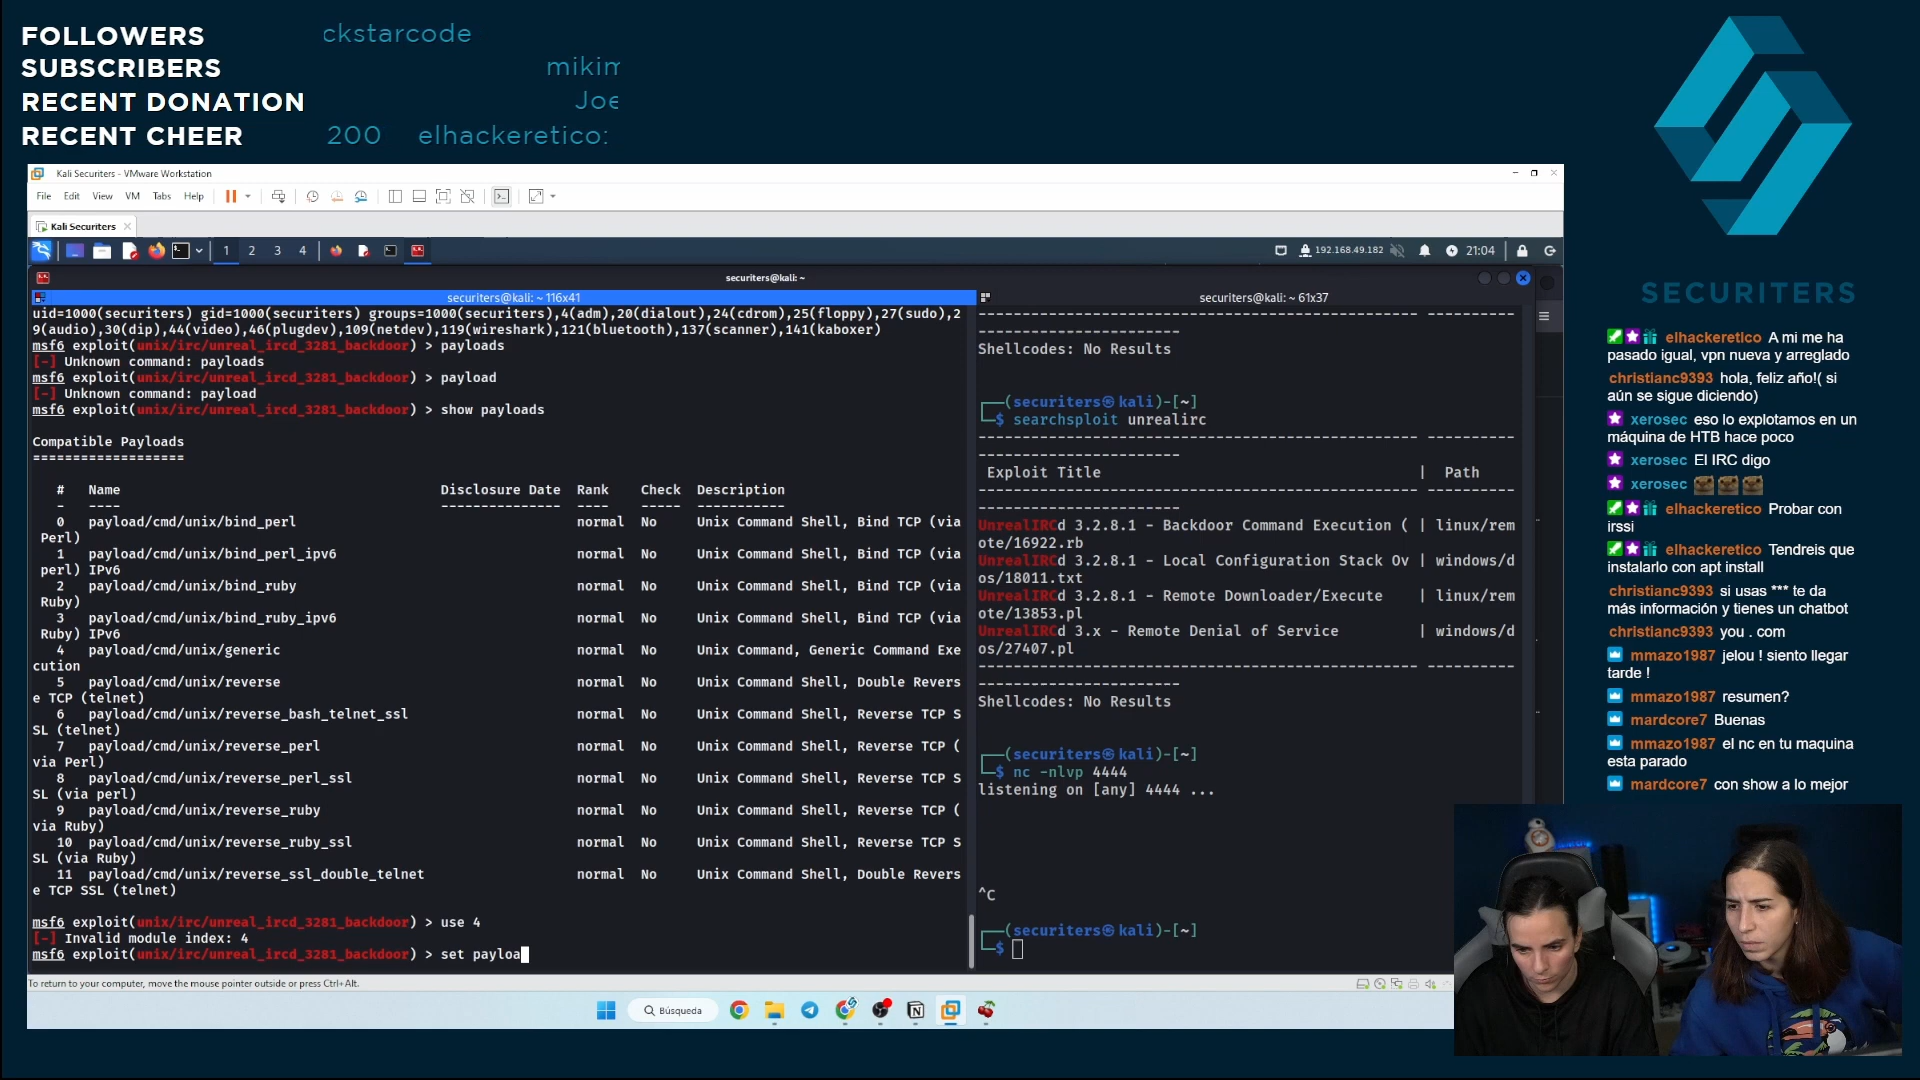 FOLLOWERS
ckstarcode
SUBSCRIBERS
mikim
RECENT DONATION
Joe
RECENT CHEER
200 elhackeretico:
Kali Securiters - VMware Workstation
File Edit View VM Tabs Help
Kali Securiters
1 2 3 4
192.168.49.182
21:04
securiters@kali: ~
securiters@kali: ~ 116x41
uid=1000(securiters) gid=1000(securiters) groups=1000(securiters),4(adm),20(dialout),24(cdrom),25(floppy),27(sudo),2
9(audio),30(dip),44(video),46(plugdev),109(netdev),119(wireshark),121(bluetooth),137(scanner),141(kaboxer)
msf6 exploit(unix/irc/unreal_ircd_3281_backdoor) > payloads
[-] Unknown command: payloads
msf6 exploit(unix/irc/unreal_ircd_3281_backdoor) > payload
[-] Unknown command: payload
msf6 exploit(unix/irc/unreal_ircd_3281_backdoor) > show payloads
Compatible Payloads
===================
# Name Disclosure Date Rank Check Description
- ---- --------------- ---- ----- -----------
0 payload/cmd/unix/bind_perl normal No Unix Command Shell, Bind TCP (via
Perl)
1 payload/cmd/unix/bind_perl_ipv6 normal No Unix Command Shell, Bind TCP (via
perl) IPv6
2 payload/cmd/unix/bind_ruby normal No Unix Command Shell, Bind TCP (via
Ruby)
3 payload/cmd/unix/bind_ruby_ipv6 normal No Unix Command Shell, Bind TCP (via
Ruby) IPv6
4 payload/cmd/unix/generic normal No Unix Command, Generic Command Exe
cution
5 payload/cmd/unix/reverse normal No Unix Command Shell, Double Revers
e TCP (telnet)
6 payload/cmd/unix/reverse_bash_telnet_ssl normal No Unix Command Shell, Reverse TCP S
SL (telnet)
7 payload/cmd/unix/reverse_perl normal No Unix Command Shell, Reverse TCP (
via Perl)
8 payload/cmd/unix/reverse_perl_ssl normal No Unix Command Shell, Reverse TCP S
SL (via perl)
9 payload/cmd/unix/reverse_ruby normal No Unix Command Shell, Reverse TCP (
via Ruby)
10 payload/cmd/unix/reverse_ruby_ssl normal No Unix Command Shell, Reverse TCP S
SL (via Ruby)
11 payload/cmd/unix/reverse_ssl_double_telnet normal No Unix Command Shell, Double Revers
e TCP SSL (telnet)
msf6 exploit(unix/irc/unreal_ircd_3281_backdoor) > use 4
[-] Invalid module index: 4
msf6 exploit(unix/irc/unreal_ircd_3281_backdoor) > set payloa
securiters@kali: ~ 61x37
Shellcodes: No Results
(securiters㉿kali)-[~]
$ searchsploit unrealirc
Exploit Title | Path
UnrealIRCd 3.2.8.1 - Backdoor Command Execution ( | linux/rem
ote/16922.rb
UnrealIRCd 3.2.8.1 - Local Configuration Stack Ov | windows/d
os/18011.txt
UnrealIRCd 3.2.8.1 - Remote Downloader/Execute | linux/rem
ote/13853.pl
UnrealIRCd 3.x - Remote Denial of Service | windows/d
os/27407.pl
Shellcodes: No Results
(securiters㉿kali)-[~]
$ nc -nlvp 4444
listening on [any] 4444 ...
^C
(securiters㉿kali)-[~]
$
To return to your computer, move the mouse pointer outside or press Ctrl+Alt.
Búsqueda
SECURITERS
elhackeretico A mi me ha
pasado igual, vpn nueva y arreglado
christianc9393 hola, feliz año!( si
aún se sigue diciendo)
xerosec eso lo explotamos en un
máquina de HTB hace poco
xerosec El IRC digo
xerosec
elhackeretico Probar con
irssi
elhackeretico Tendreis que
instalarlo con apt install
christianc9393 si usas *** te da
más información y tienes un chatbot
christianc9393 you . com
mmazo1987 jelou ! siento llegar
tarde !
mmazo1987 resumen?
mardcore7 Buenas
mmazo1987 el nc en tu maquina
esta parado
mardcore7 con show a lo mejor